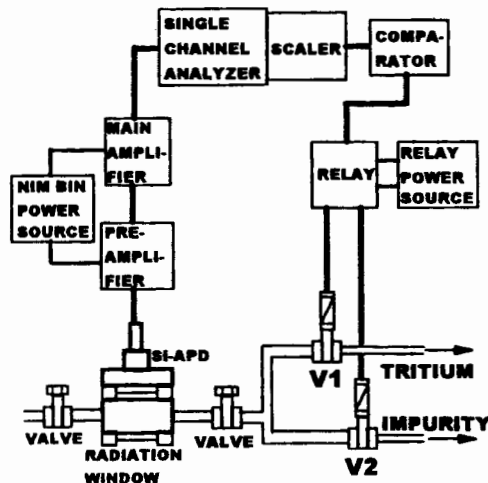 SINGLE
CHANNEL
ANALYZER
SCALER
COMPA-
RATOR
MAIN
AMPLI-
FIER
NIM BIN
POWER
SOURCE
PRE-
AMPLI-
FIER
RELAY
RELAY
POWER
SOURCE
SI-APD
V1
TRITIUM
VALVE
VALVE
IMPURITY
RADIATION
WINDOW
V2